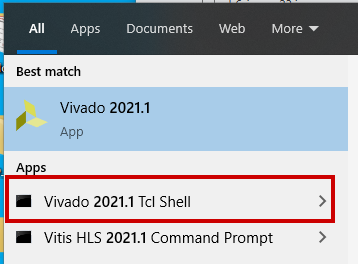 All Apps Documents Web More
Best match
Vivado 2021.1
App
Apps
Vivado 2021.1 Tcl Shell
Vitis HLS 2021.1 Command Prompt